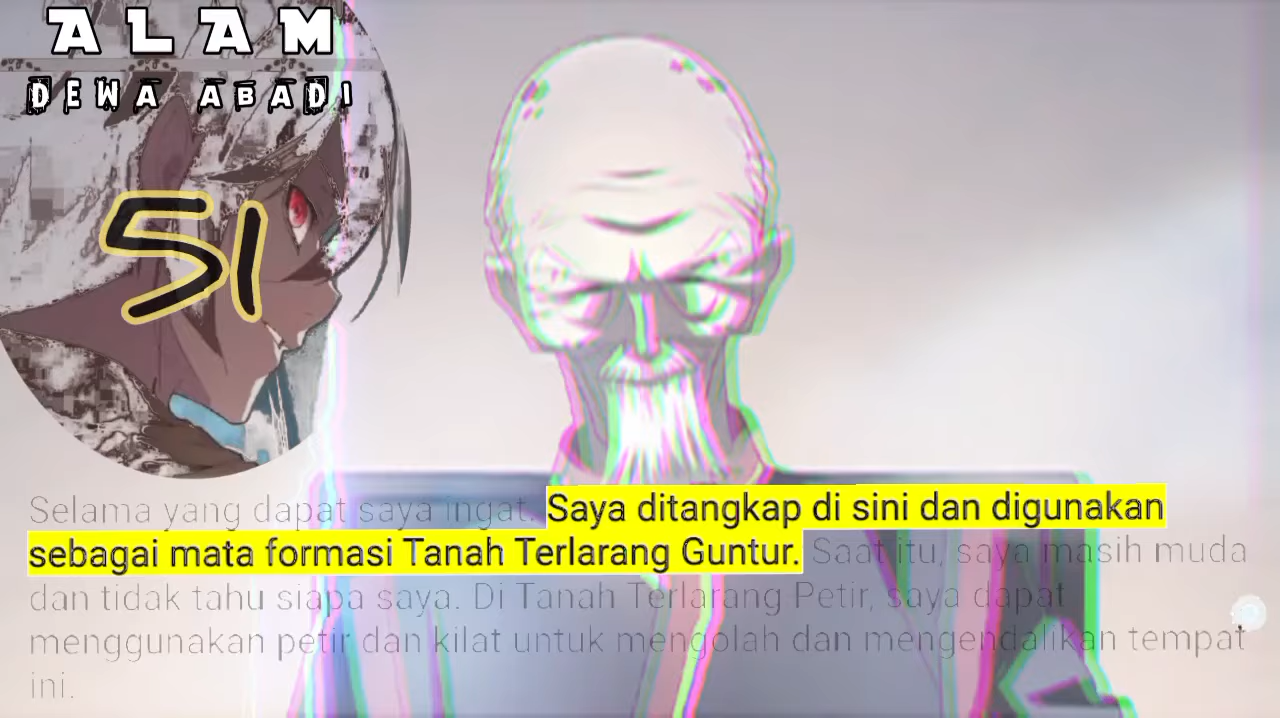 ALAM
DEWA ABADI
51
Selama yang dapat saya ingat. Saya ditangkap di sini dan digunakan
sebagai mata formasi Tanah Terlarang Guntur. Saat itu, saya masih muda
dan tidak tahu siapa saya. Di Tanah Terlarang Petir, saya dapat
menggunakan petir dan kilat untuk mengolah dan mengendalikan tempat
ini.